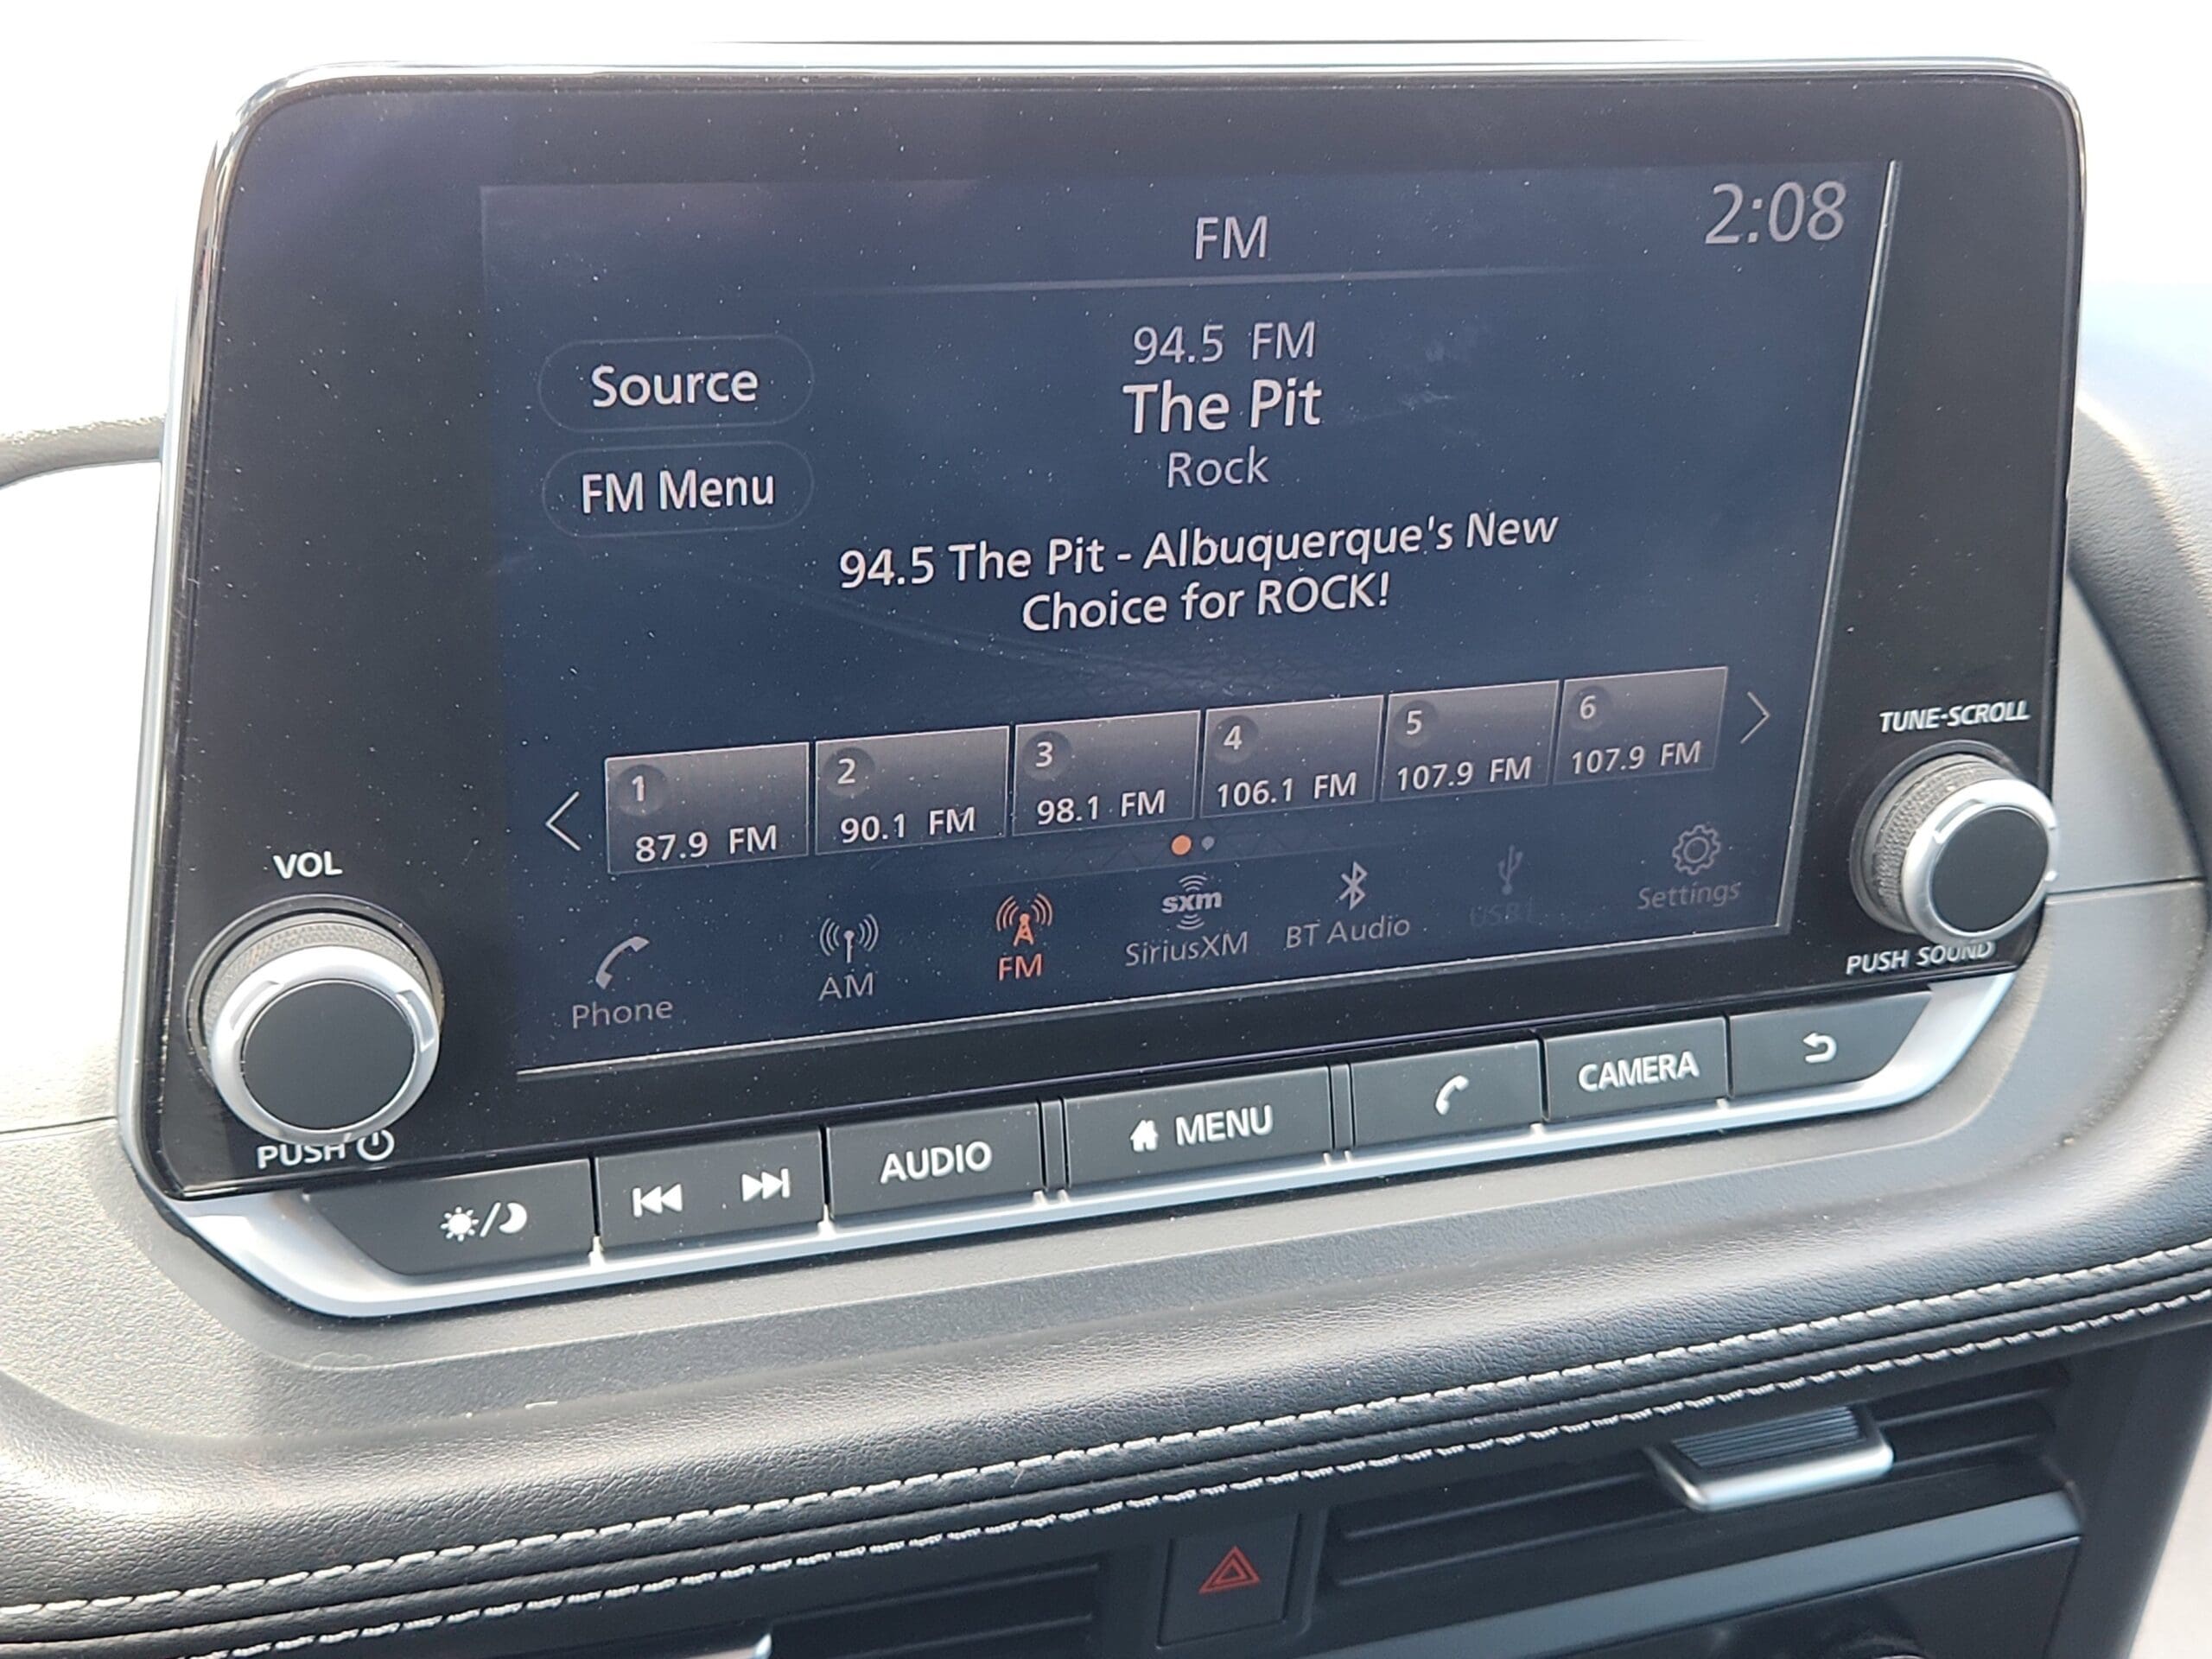 FM
2:08
94.5 FM
The Pit
Rock
Source
FM Menu
94.5 The Pit - Albuquerque's New
Choice for ROCK!
1
87.9 FM
2
90.1 FM
3
98.1 FM
4
106.1 FM
5
107.9 FM
6
107.9 FM
Phone
AM
FM
sxm
SiriusXM
BT Audio
USB1
Settings
VOL
PUSH
TUNE·SCROLL
PUSH SOUND
AUDIO
MENU
CAMERA